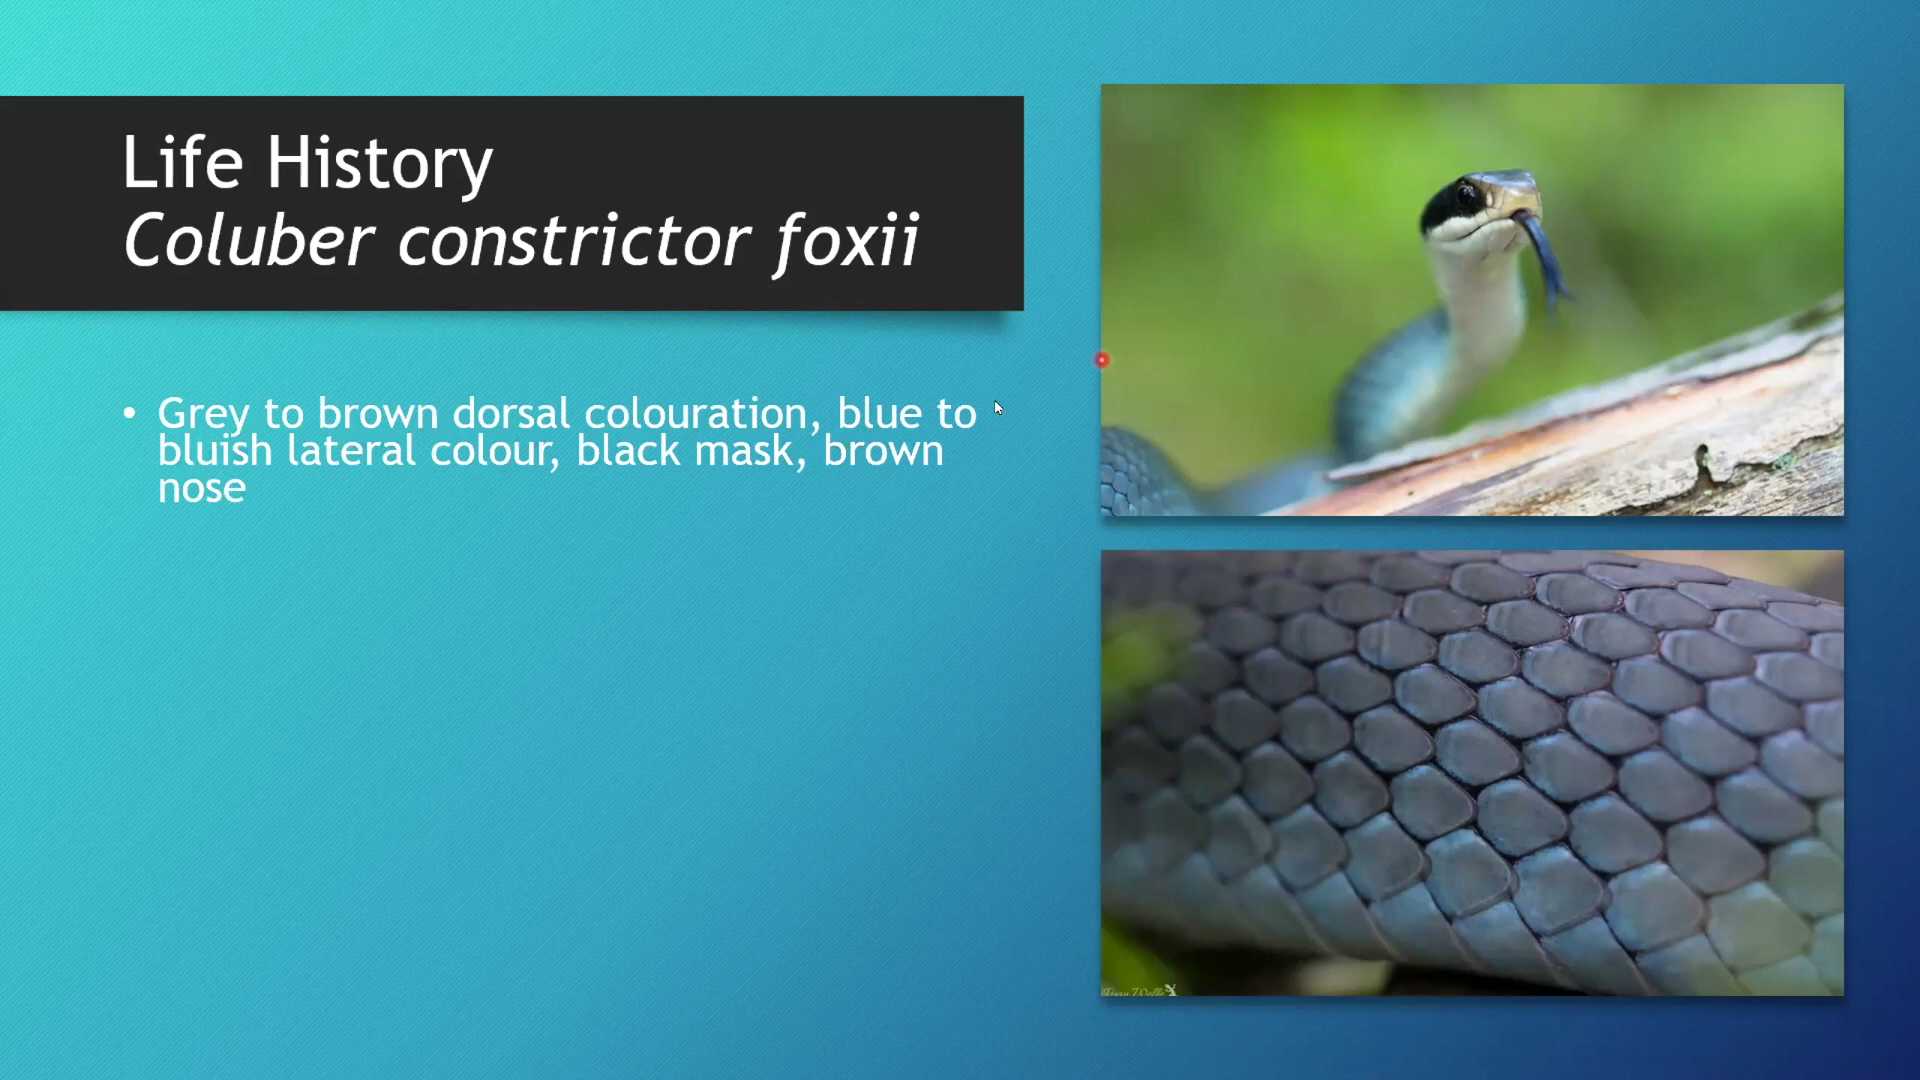 Life History
Coluber constrictor foxii
• Grey to brown dorsal colouration, blue to
bluish lateral colour, black mask, brown
nose